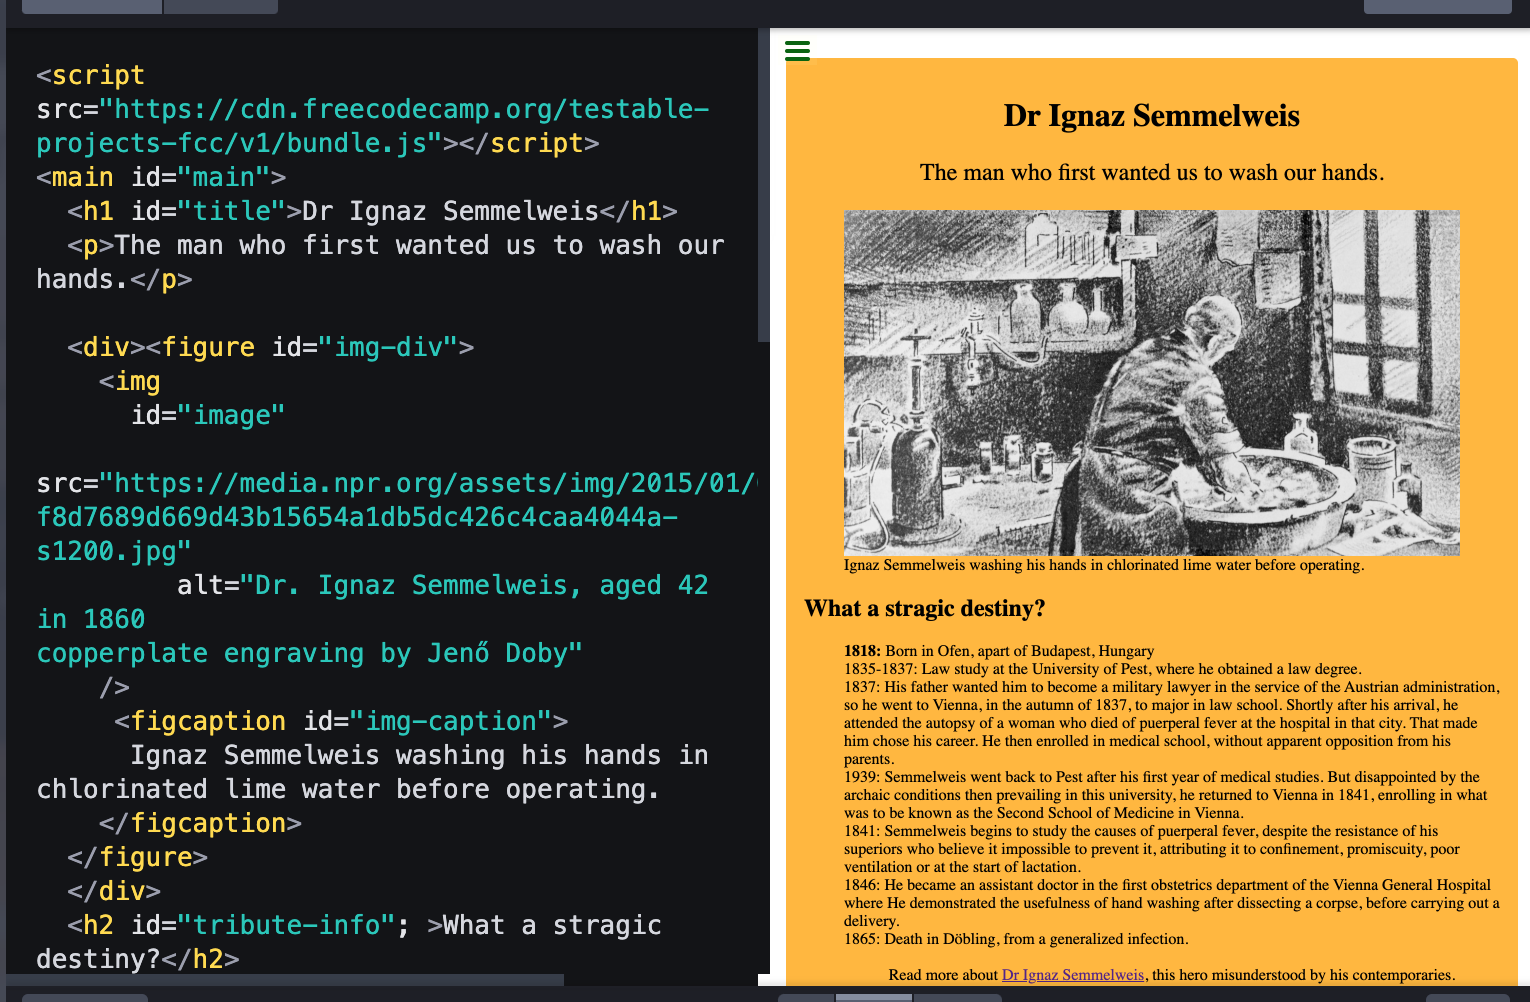 <script
src="https://cdn.freecodecamp.org/testable-
projects-fcc/v1/bundle.js"></script>
<main id="main">
<h1 id="title">Dr Ignaz Semmelweis</h1>
<p>The man who first wanted us to wash our
hands.</p>
<div><figure id="img-div">
<img
id="image"
src="https://media.npr.org/assets/img/2015/01/
f8d7689d669d43b15654a1db5dc426c4caa4044a-
s1200.jpg"
alt="Dr. Ignaz Semmelweis, aged 42
in 1860
copperplate engraving by Jenő Doby"
/>
<figcaption id="img-caption">
Ignaz Semmelweis washing his hands in
chlorinated lime water before operating.
</figcaption>
</figure>
</div>
<h2 id="tribute-info"; >What a stragic
destiny?</h2>
Dr Ignaz Semmelweis
The man who first wanted us to wash our hands.
Ignaz Semmelweis washing his hands in chlorinated lime water before operating.
What a stragic destiny?
1818: Born in Ofen, apart of Budapest, Hungary
1835-1837: Law study at the University of Pest, where he obtained a law degree.
1837: His father wanted him to become a military lawyer in the service of the Austrian administration,
so he went to Vienna, in the autumn of 1837, to major in law school. Shortly after his arrival, he
attended the autopsy of a woman who died of puerperal fever at the hospital in that city. That made
him chose his career. He then enrolled in medical school, without apparent opposition from his
parents.
1939: Semmelweis went back to Pest after his first year of medical studies. But disappointed by the
archaic conditions then prevailing in this university, he returned to Vienna in 1841, enrolling in what
was to be known as the Second School of Medicine in Vienna.
1841: Semmelweis begins to study the causes of puerperal fever, despite the resistance of his
superiors who believe it impossible to prevent it, attributing it to confinement, promiscuity, poor
ventilation or at the start of lactation.
1846: He became an assistant doctor in the first obstetrics department of the Vienna General Hospital
where He demonstrated the usefulness of hand washing after dissecting a corpse, before carrying out a
delivery.
1865: Death in Döbling, from a generalized infection.
Read more about Dr Ignaz Semmelweis, this hero misunderstood by his contemporaries.